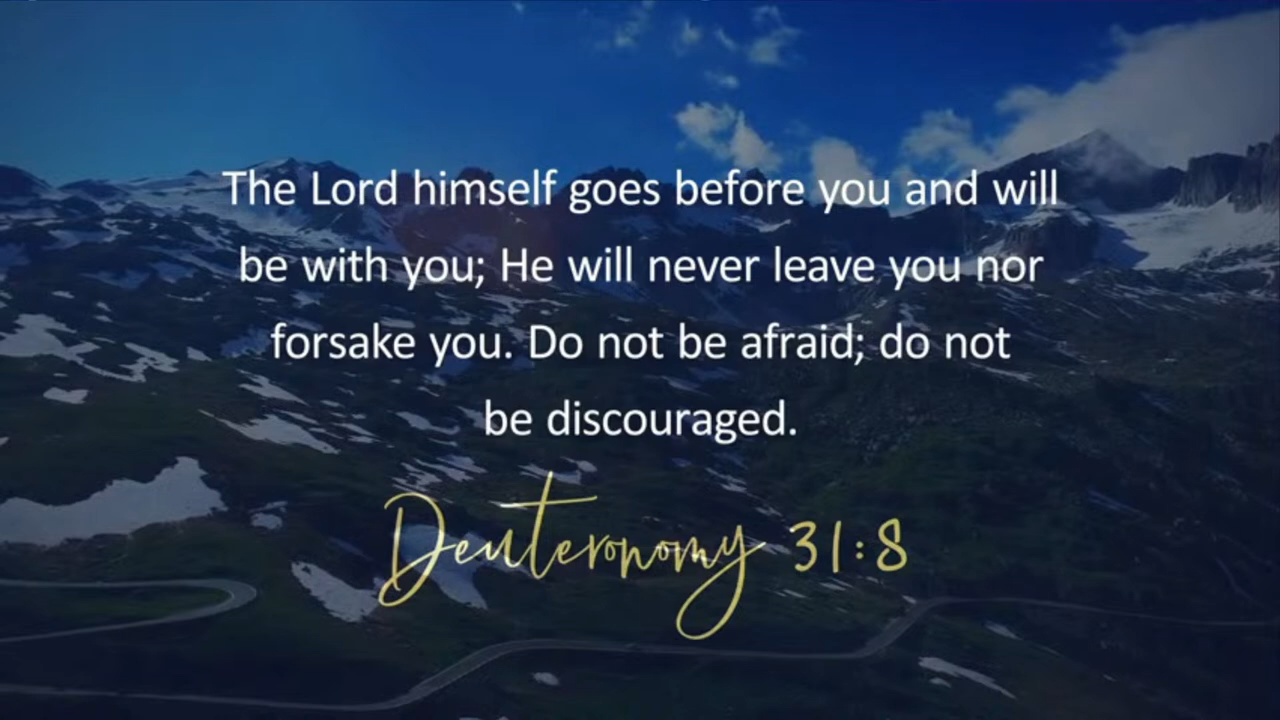 The Lord himself goes before you and will
be with you; He will never leave you nor
forsake you. Do not be afraid; do not
be discouraged.
Deuteronomy 31:8